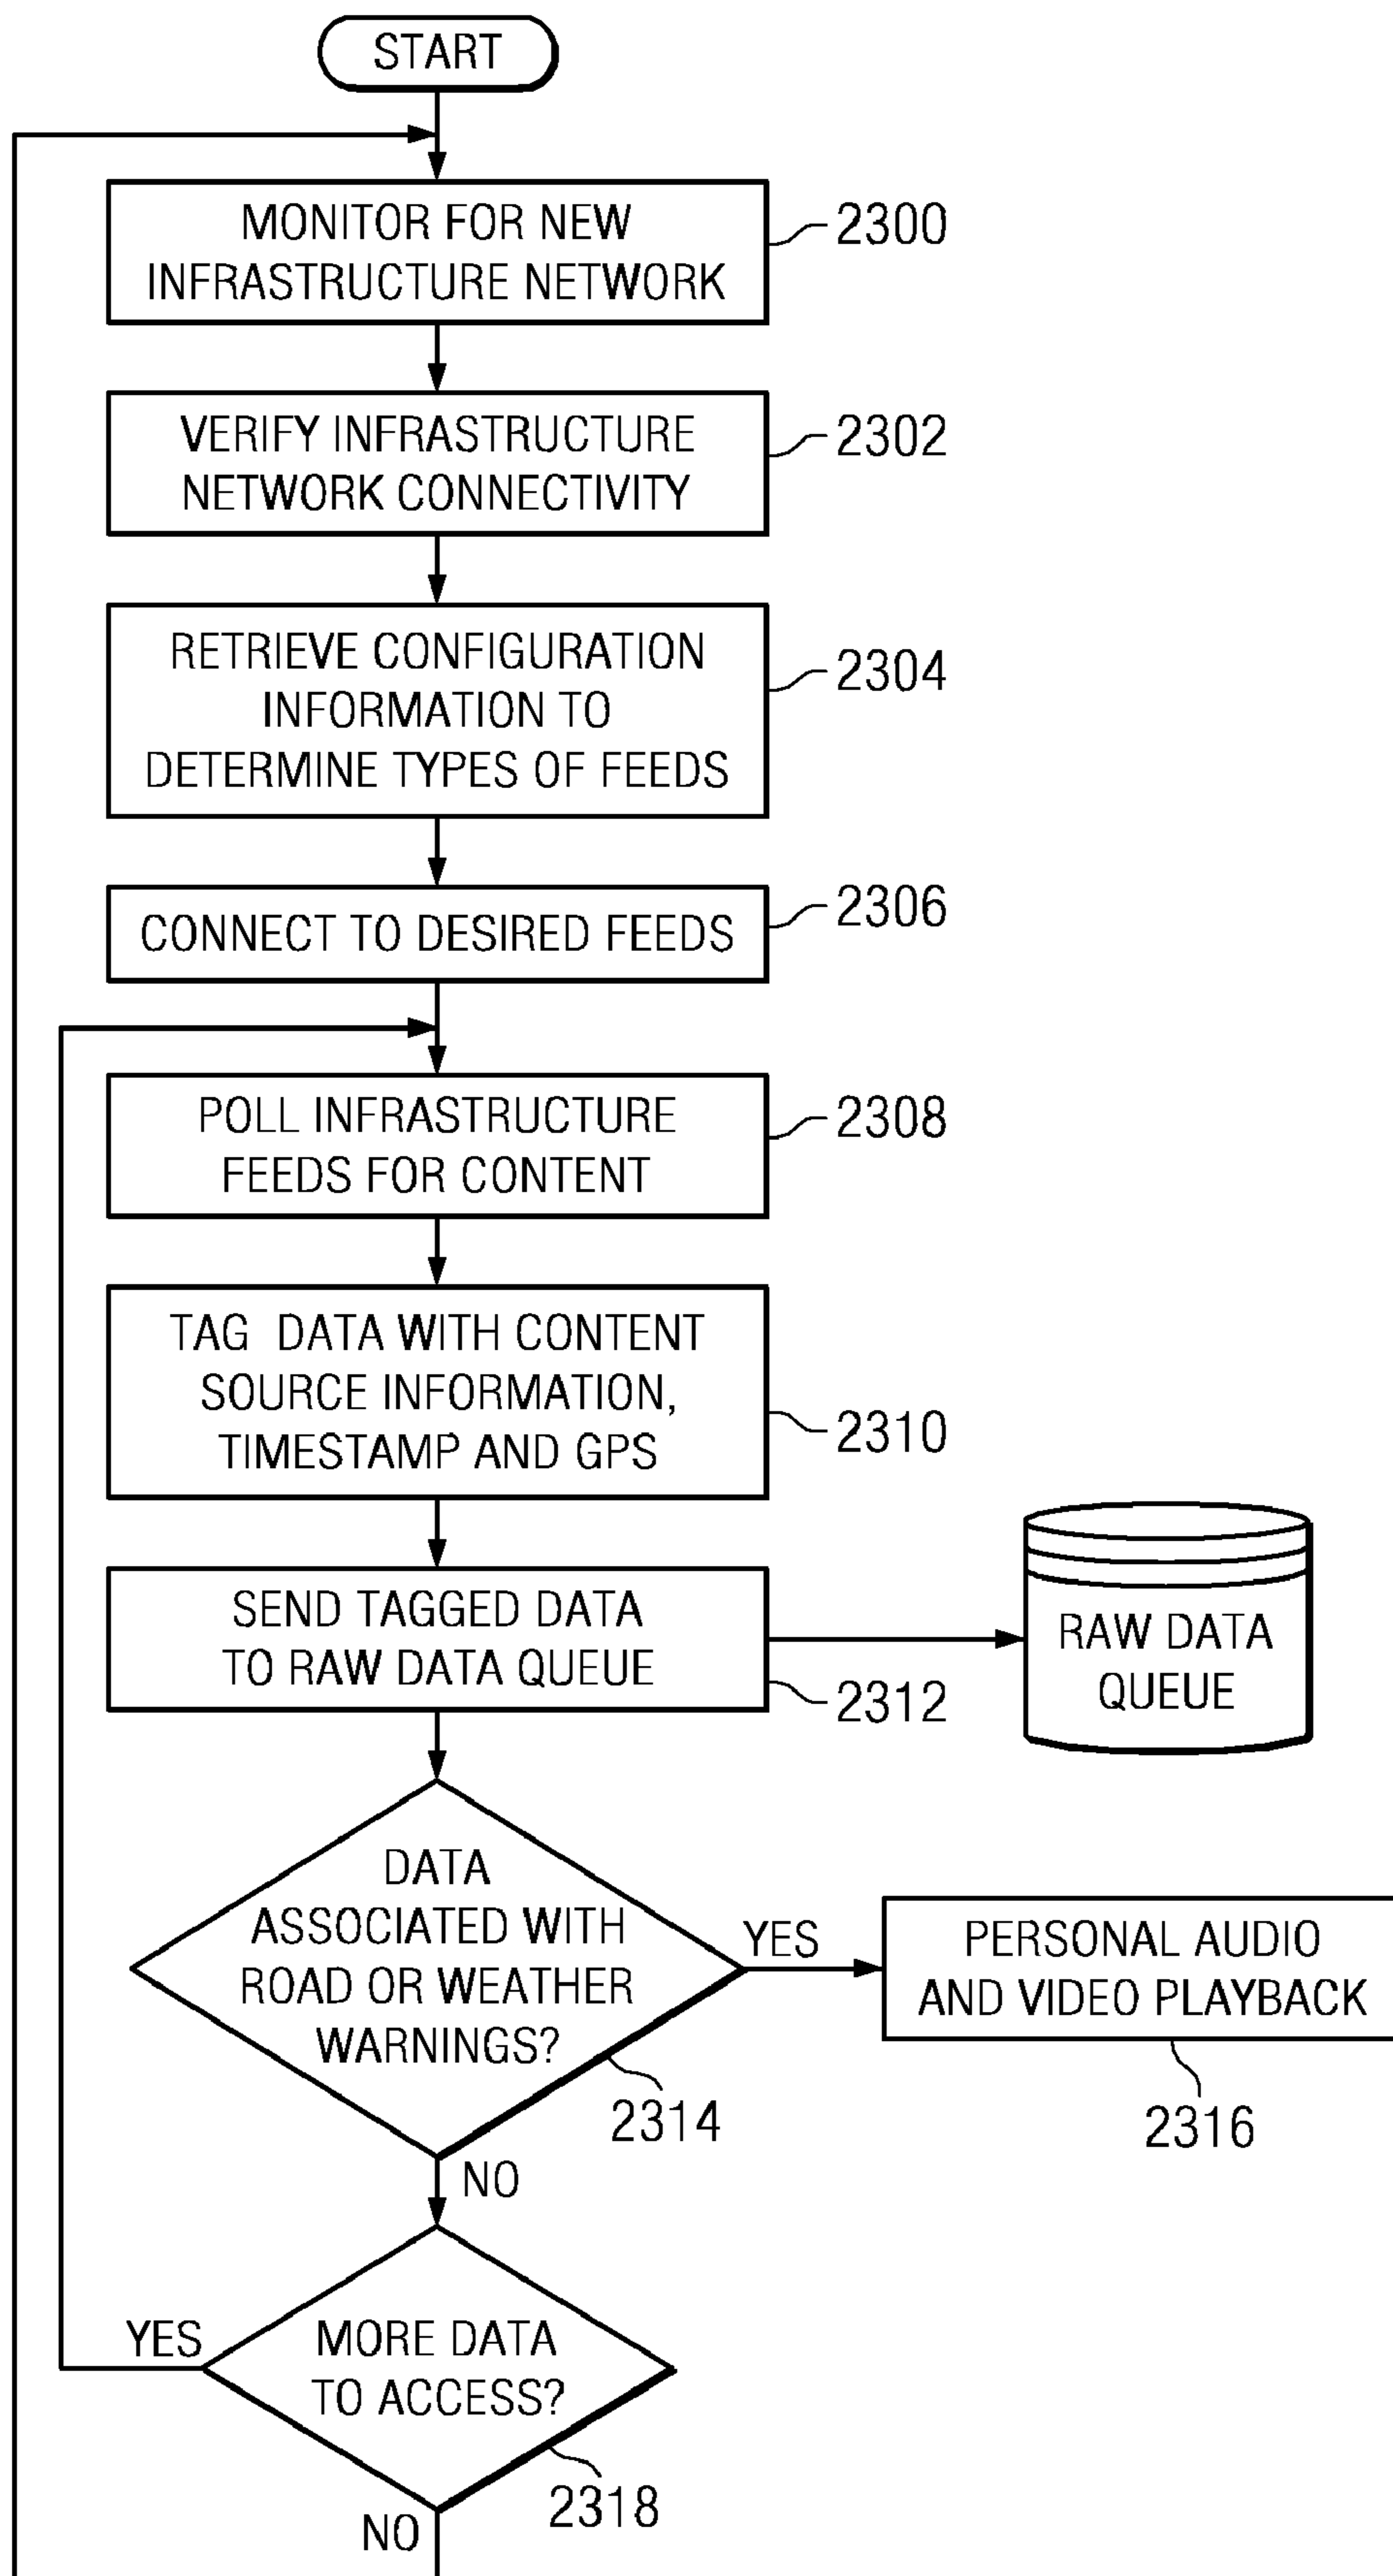 START
MONITOR FOR NEW
INFRASTRUCTURE NETWORK
2300
VERIFY INFRASTRUCTURE
NETWORK CONNECTIVITY
2302
RETRIEVE CONFIGURATION
INFORMATION TO
DETERMINE TYPES OF FEEDS
2304
CONNECT TO DESIRED FEEDS
2306
POLL INFRASTRUCTURE
FEEDS FOR CONTENT
2308
TAG DATA WITH CONTENT
SOURCE INFORMATION,
TIMESTAMP AND GPS
2310
SEND TAGGED DATA
TO RAW DATA QUEUE
2312
RAW DATA
QUEUE
DATA
ASSOCIATED WITH
ROAD OR WEATHER
WARNINGS?
2314
YES
PERSONAL AUDIO
AND VIDEO PLAYBACK
2316
NO
MORE DATA
TO ACCESS?
2318
YES
NO